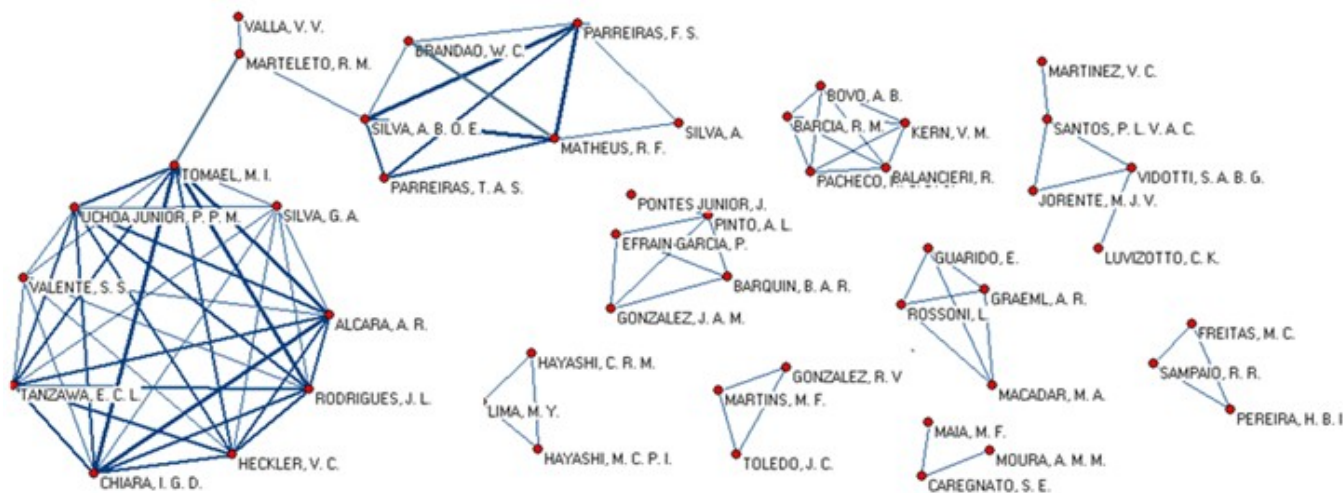 VALLA, V. V.
MARTELETO, R. M.
BRANDAO, W. C.
PARREIRAS, F. S.
SILVA, A. B. O. E.
MATHEUS, R. F.
SILVA, A.
PARREIRAS, T. A. S.
TOMAEL, M. I.
UCHOA JUNIOR, P. P. M.
SILVA, G. A.
VALENTE, S. S.
ALCARA, A. R.
TANZAWA, E. C. L.
RODRIGUES, J. L.
HECKLER, V. C.
CHIARA, I. G. D.
BOVO, A. B.
BARCIA, R. M.
KERN, V. M.
PACHECO,
BALANCIERI, R.
MARTINEZ, V. C.
SANTOS, P. L. V. A. C.
VIDOTTI, S. A. B. G.
JORENTE, M. J. V.
LUVIZOTTO, C. K.
PONTES JUNIOR, J.
PINTO, A. L.
EFRAIN-GARCIA, P.
BARQUIN, B. A. R.
GONZALEZ, J. A. M.
GUARIDO, E.
GRAEML, A. R.
ROSSONI, L.
MACADAR, M. A.
FREITAS, M. C.
SAMPAIO, R. R.
PEREIRA, H. B. B.
HAYASHI, C. R. M.
LIMA, M. Y.
HAYASHI, M. C. P. I.
GONZALEZ, R. V
MARTINS, M. F.
TOLEDO, J. C.
MAIA, M. F.
MOURA, A. M. M.
CAREGNATO, S. E.